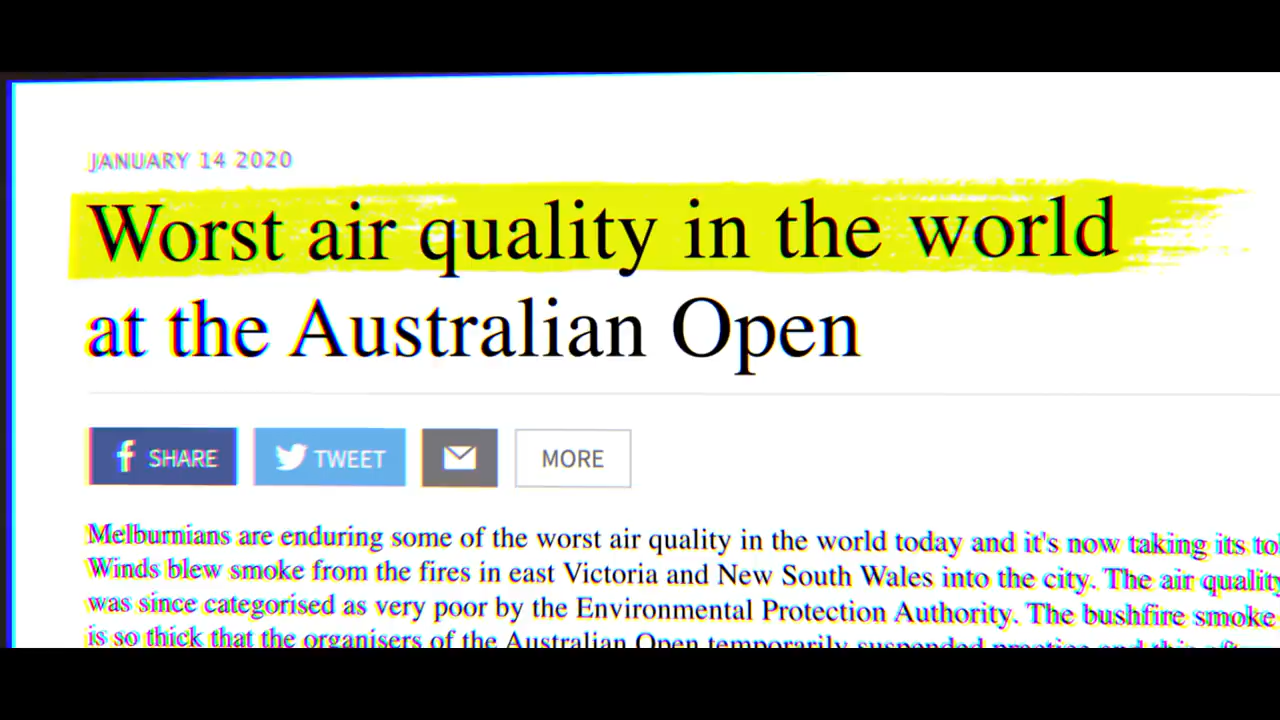 JANUARY 14 2020
Worst air quality in the world
at the Australian Open
SHARE TWEET MORE
Melburnians are enduring some of the worst air quality in the world today and it's now taking its
Winds blew smoke from the fires in east Victoria and New South Wales into the city. The air quality
was since categorised as very poor by the Environmental Protection Authority. The bushfire smoke
is so thick that the organisers of the Australian Open temporarily suspended practice and this